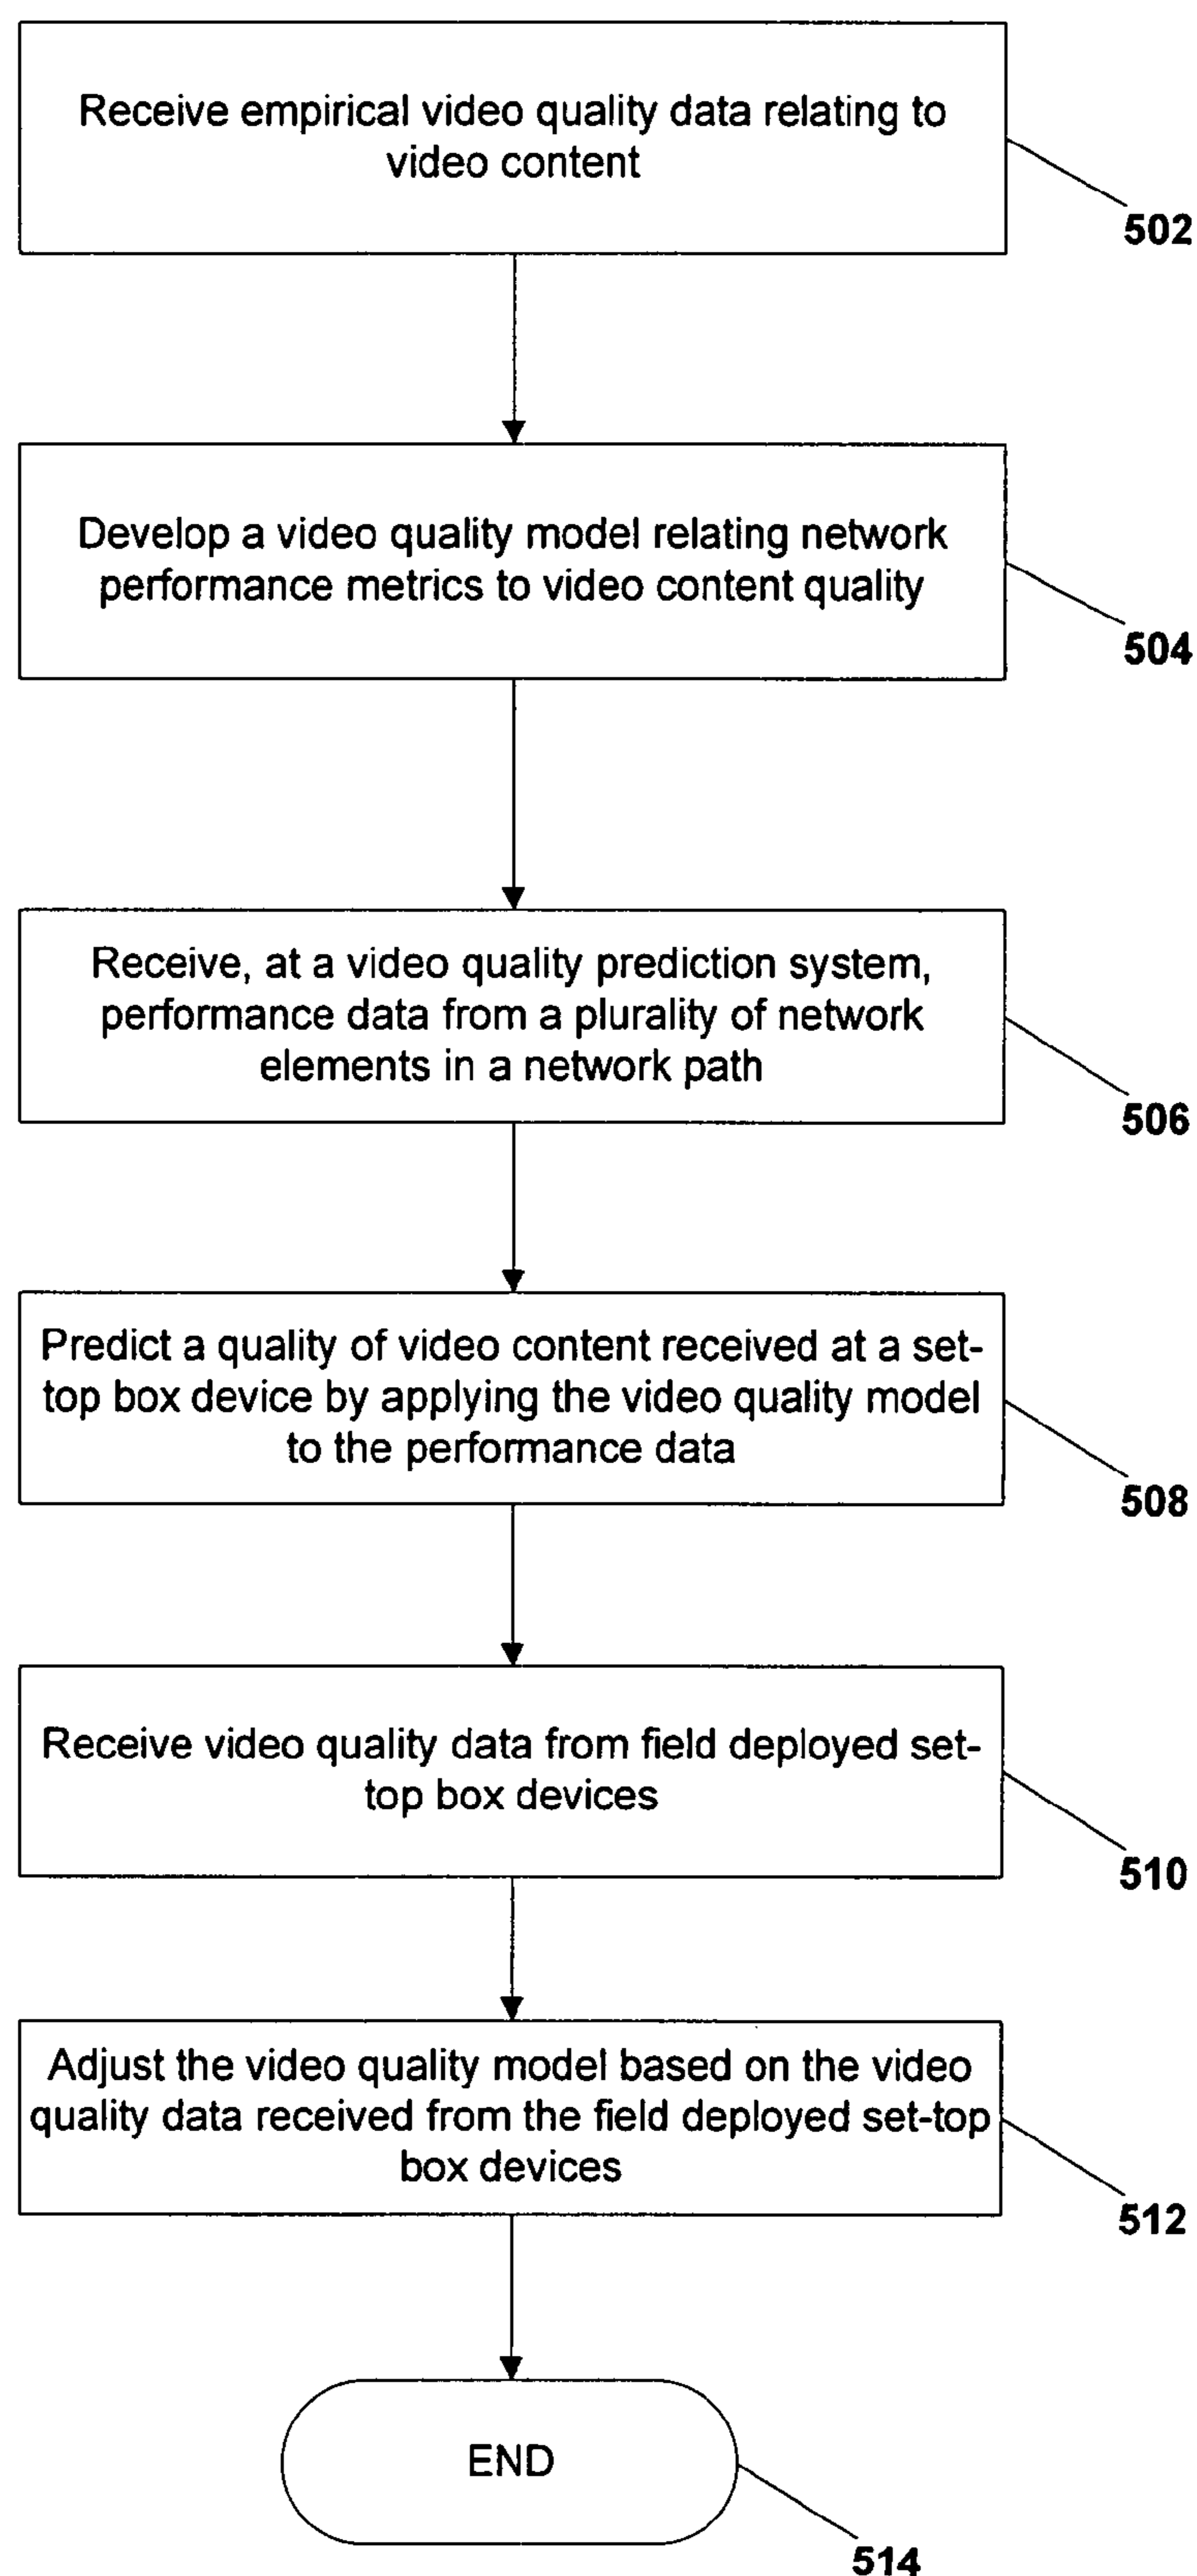 Receive empirical video quality data relating to
video content
502
Develop a video quality model relating network
performance metrics to video content quality
504
Receive, at a video quality prediction system,
performance data from a plurality of network
elements in a network path
506
Predict a quality of video content received at a set-
top box device by applying the video quality model
to the performance data
508
Receive video quality data from field deployed set-
top box devices
510
Adjust the video quality model based on the video
quality data received from the field deployed set-top
box devices
512
END
514